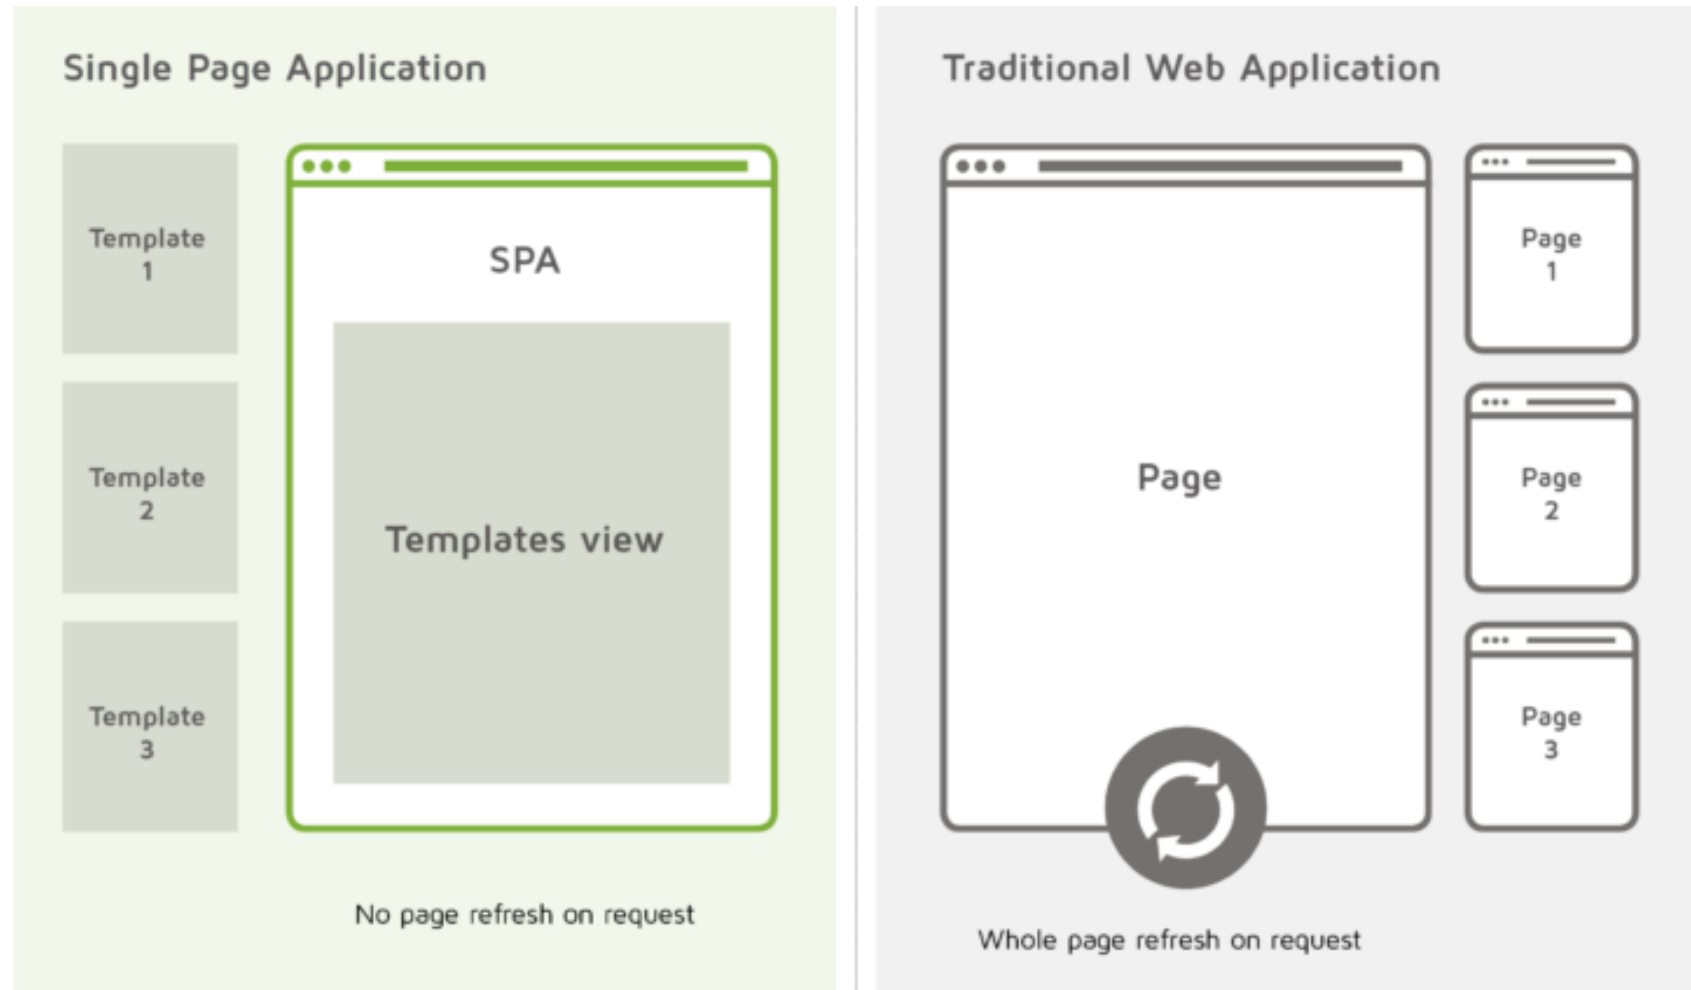 Single Page Application
Template
1
Template
2
Template
3
SPA
Templates view
No page refresh on request
Traditional Web Application
Page
Page
1
Page
2
Page
3
Whole page refresh on request